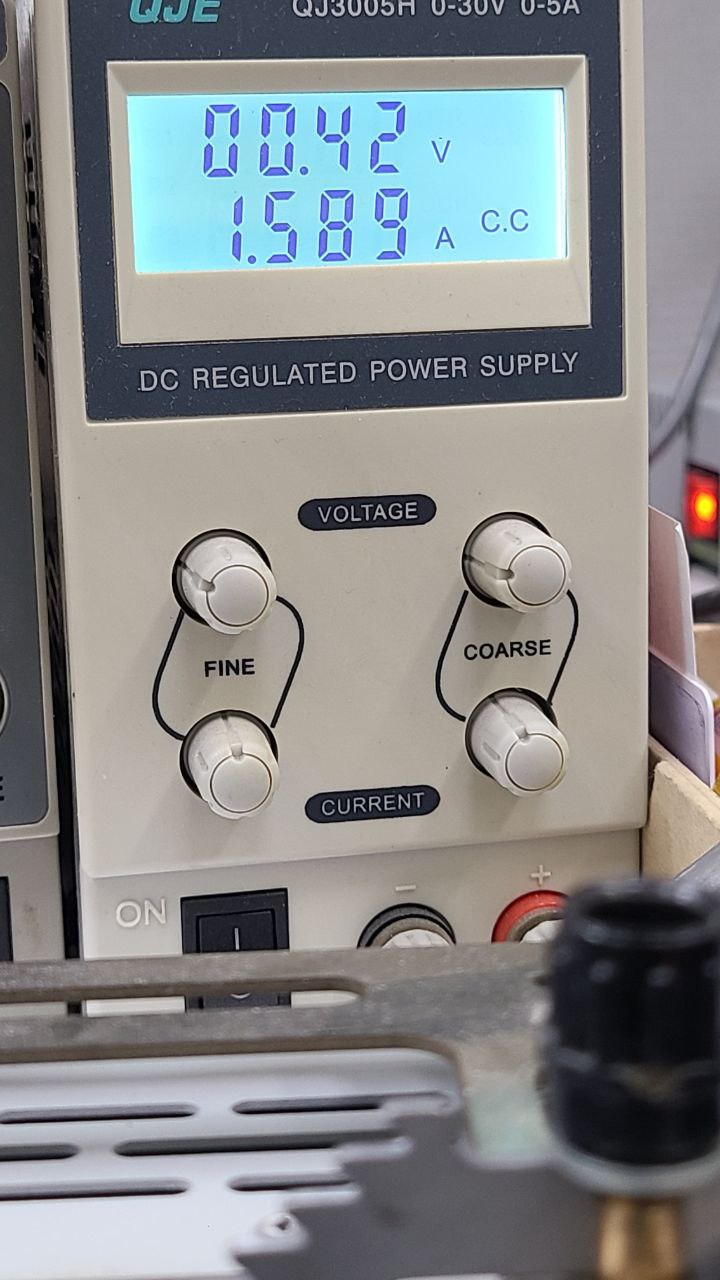 QJE QJ3005H 0-30V 0-5A
00.42 V
1.589 A C.C
DC REGULATED POWER SUPPLY
VOLTAGE
FINE COARSE
CURRENT
ON
- +